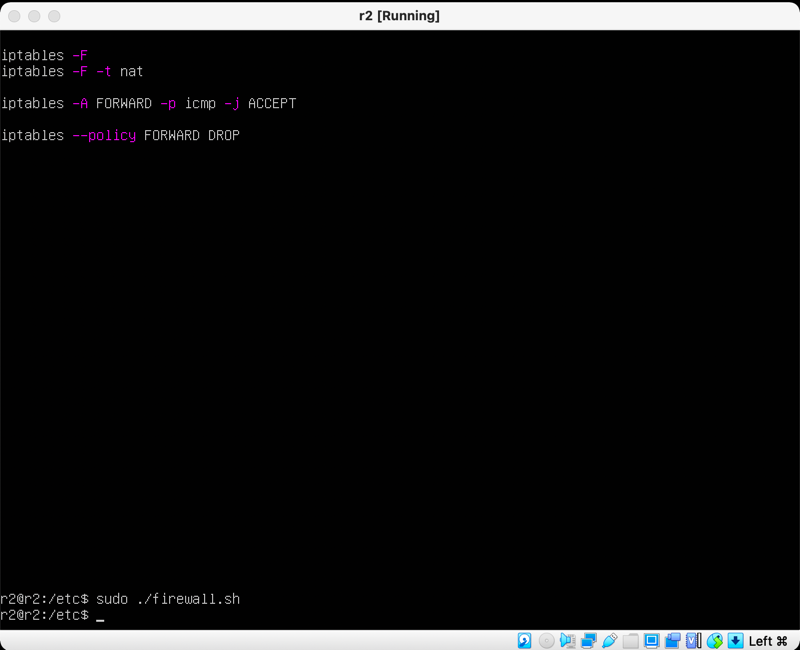 r2 [Running]
iptables -F
iptables -F -t nat
iptables -A FORWARD -p icmp -j ACCEPT
iptables --policy FORWARD DROP
r2@r2:/etc$ sudo ./firewall.sh
r2@r2:/etc$ _
Left ⌘